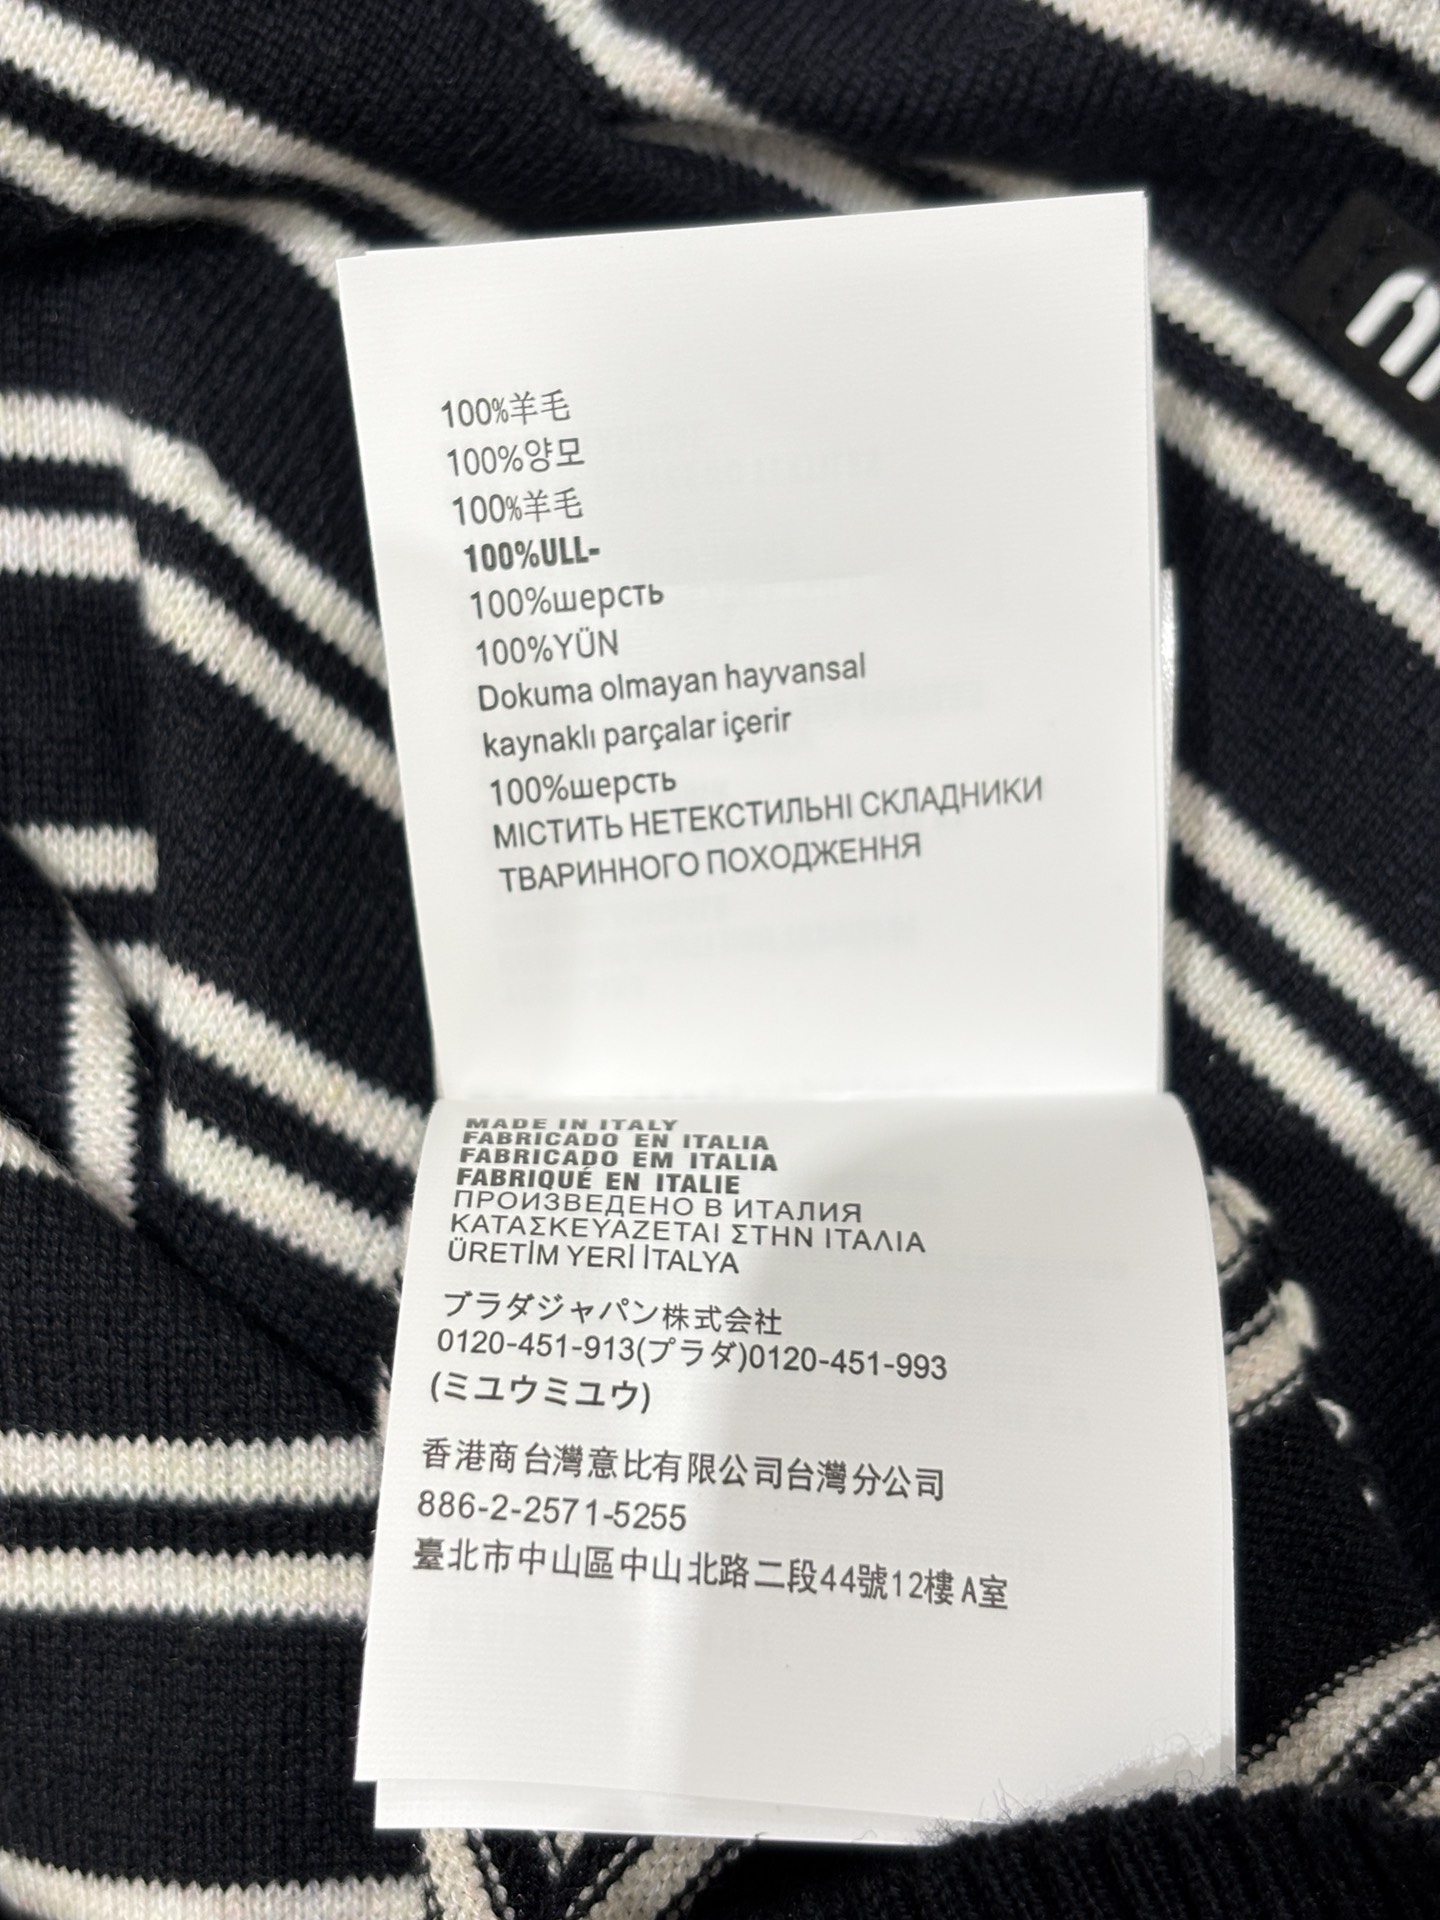 100%羊毛
100%양모
100%羊毛
100%ULL-
100%шерсть
100%YÜN
Dokuma olmayan hayvansal
kaynaklı parçalar içerir
100%шерсть
МІСТИТЬ НЕТЕКСТИЛЬНІ СКЛАДНИКИ
ТВАРИННОГО ПОХОДЖЕННЯ
MADE IN ITALY
FABRICADO EN ITALIA
FABRICADO EM ITALIA
FABRIQUÉ EN ITALIE
ПРОИЗВЕДЕНО В ИТАЛИЯ
ΚΑΤΑΣΚΕΥΑΖΕΤΑΙ ΣΤΗΝ ΙΤΑΛΙΑ
ÜRETİM YERİ İTALYA
ブラダジャパン株式会社
0120-451-913(プラダ)0120-451-993
(ミユウミユウ)
香港商台灣意比有限公司台灣分公司
886-2-2571-5255
臺北市中山區中山北路二段44號12樓A室